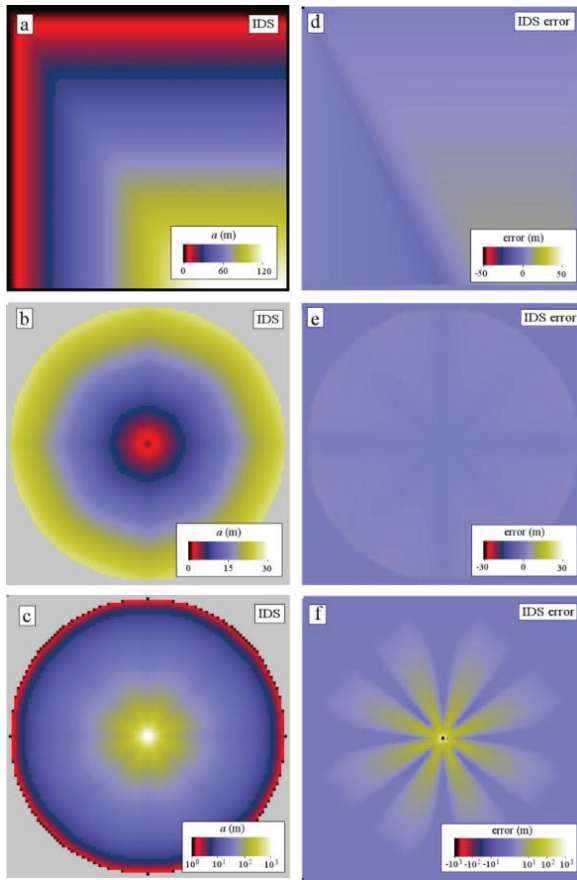 a
IDS
a (m)
0 60 120
d
IDS error
error (m)
-50 0 50
b
IDS
a (m)
0 15 30
e
IDS error
error (m)
-30 0 30
c
IDS
a (m)
10⁰ 10¹ 10² 10³
f
IDS error
error (m)
-10³ -10² -10¹ 10¹ 10² 10³